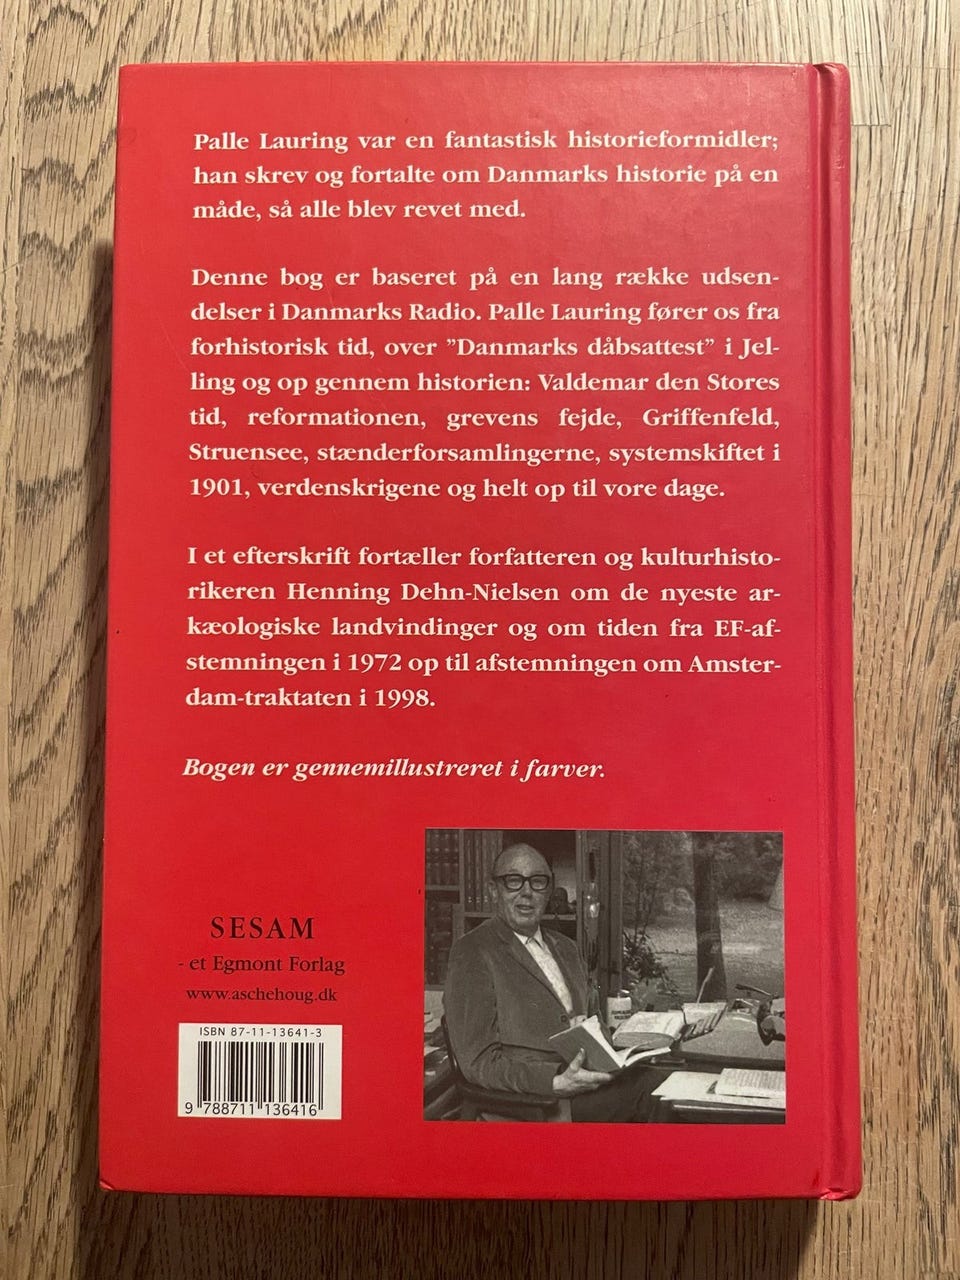 Palle Lauring var en fantastisk historieformidler;
han skrev og fortalte om Danmarks historie på en
måde, så alle blev revet med.
Denne bog er baseret på en lang række udsen-
delser i Danmarks Radio. Palle Lauring fører os fra
forhistorisk tid, over ”Danmarks dåbsattest” i Jel-
ling og op gennem historien: Valdemar den Stores
tid, reformationen, grevens fejde, Griffenfeld,
Struensee, stænderforsamlingerne, systemskiftet i
1901, verdenskrigene og helt op til vore dage.
I et efterskrift fortæller forfatteren og kulturhisto-
rikeren Henning Dehn-Nielsen om de nyeste ar-
kæologiske landvindinger og om tiden fra EF-af-
stemningen i 1972 op til afstemningen om Amster-
dam-traktaten i 1998.
Bogen er gennemillustreret i farver.
SESAM
- et Egmont Forlag
www.aschehoug.dk
ISBN 87-11-13641-3
9 788711 136416